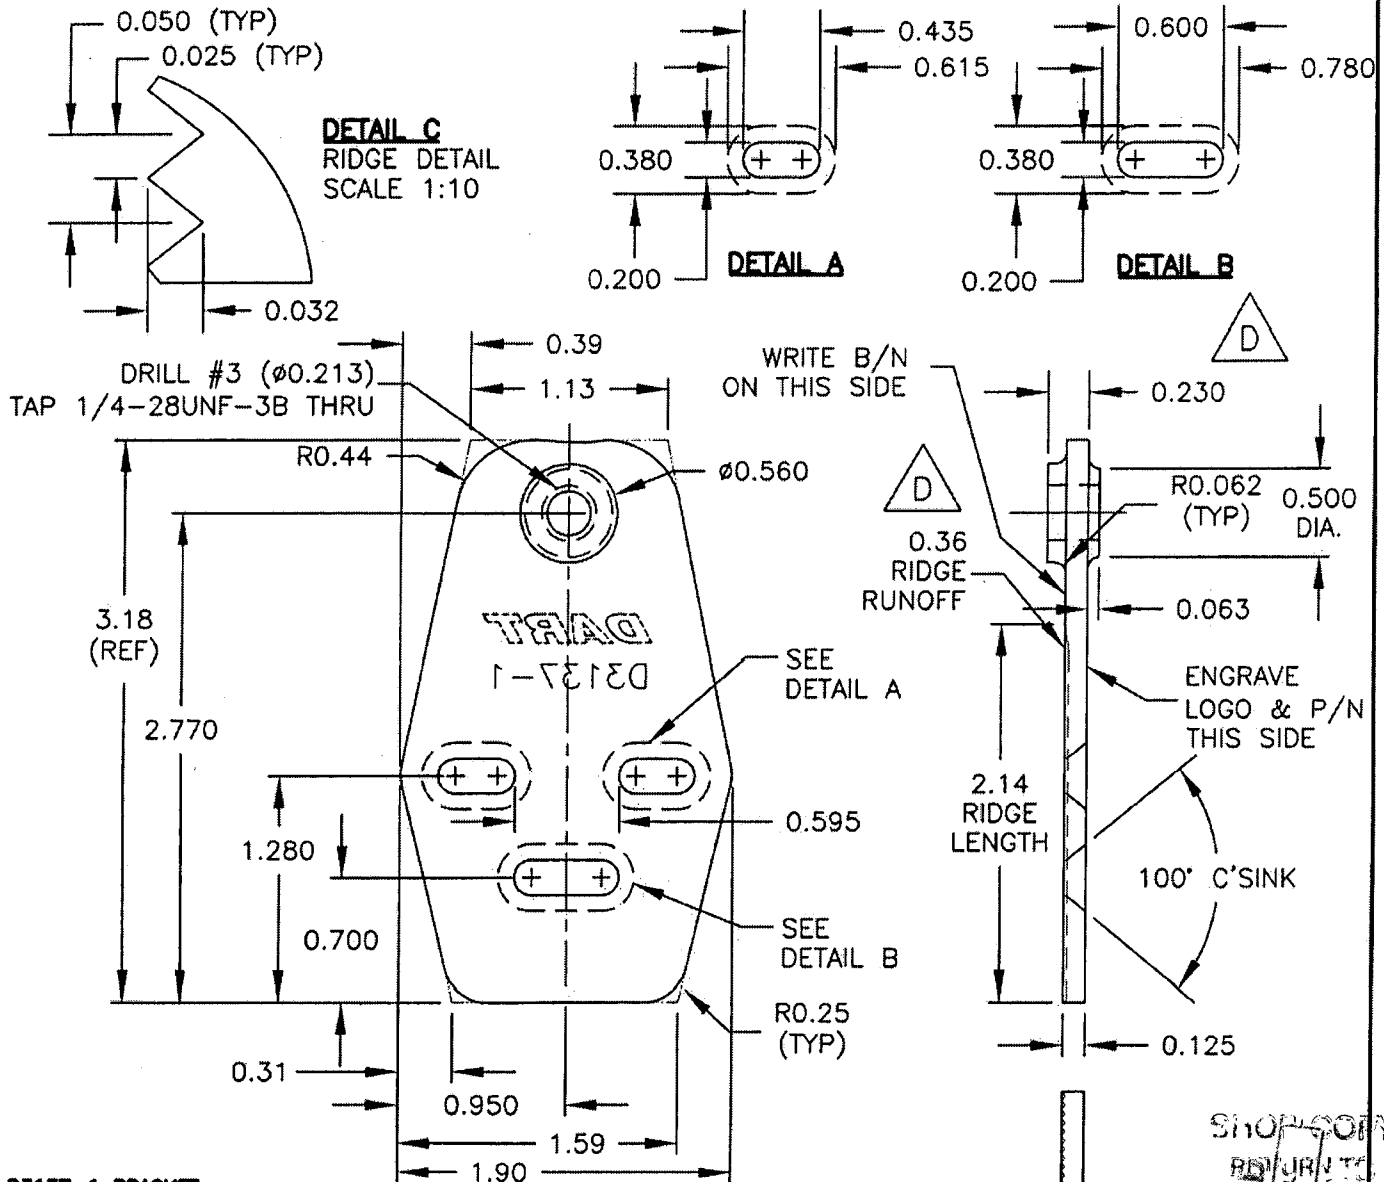 0.050 (TYP)
0.025 (TYP)
DETAIL C
RIDGE DETAIL
SCALE 1:10
0.032
0.435
0.615
0.380
0.200
DETAIL A
0.600
0.780
0.380
0.200
DETAIL B
D
0.39
1.13
DRILL #3 (ø0.213)
TAP 1/4-28UNF-3B THRU
R0.44
ø0.560
WRITE B/N
ON THIS SIDE
0.230
D
R0.062
(TYP)
0.500
DIA.
0.36
RIDGE
RUNOFF
0.063
3.18
(REF)
2.770
DART
D3137-1
SEE
DETAIL A
ENGRAVE
LOGO & P/N
THIS SIDE
2.14
RIDGE
LENGTH
100° C'SINK
0.595
1.280
0.700
SEE
DETAIL B
R0.25
(TYP)
0.125
0.31
0.950
1.59
1.90
SHOP COPY
RETURN TO